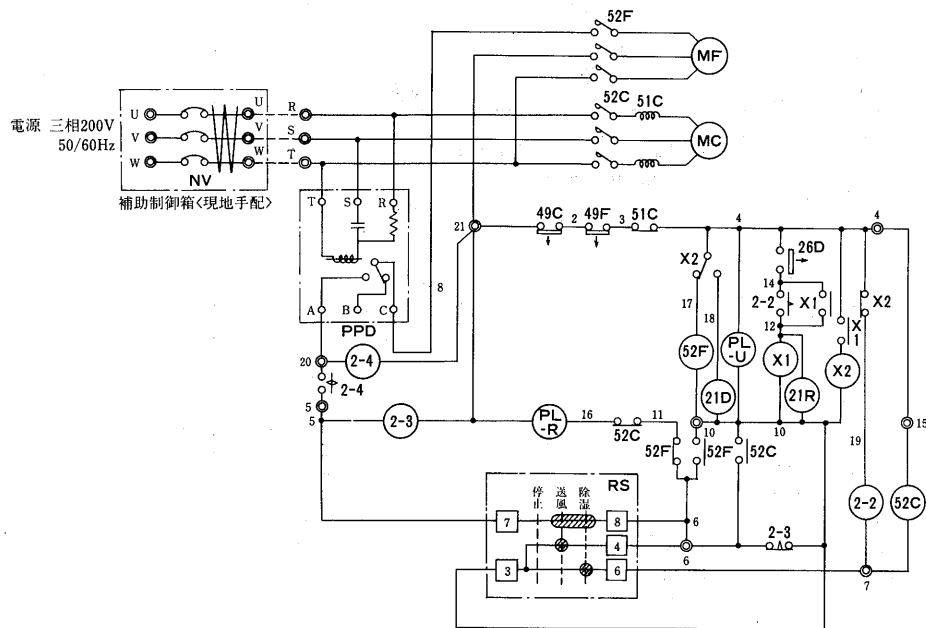 52F
MF
電源 三相200V
50/60Hz
U
V
W
NV
U
V
W
補助制御箱〈現地手配〉
R
S
T
52C
51C
MC
T
S
R
A
B
C
PPD
8
21
49C
2
49F
3
51C
4
4
X2
17
18
52F
21D
PL
-U
26D
14
2-2
X1
12
X1
21R
X
1
X2
X2
20
2-4
2-4
5
5
2-3
PL
-R
16
52C
11
52F
10
52F
52C
10
19
15
2-2
52C
RS
停止
送風
除湿
7
8
6
3
4
6
6
2-3
7